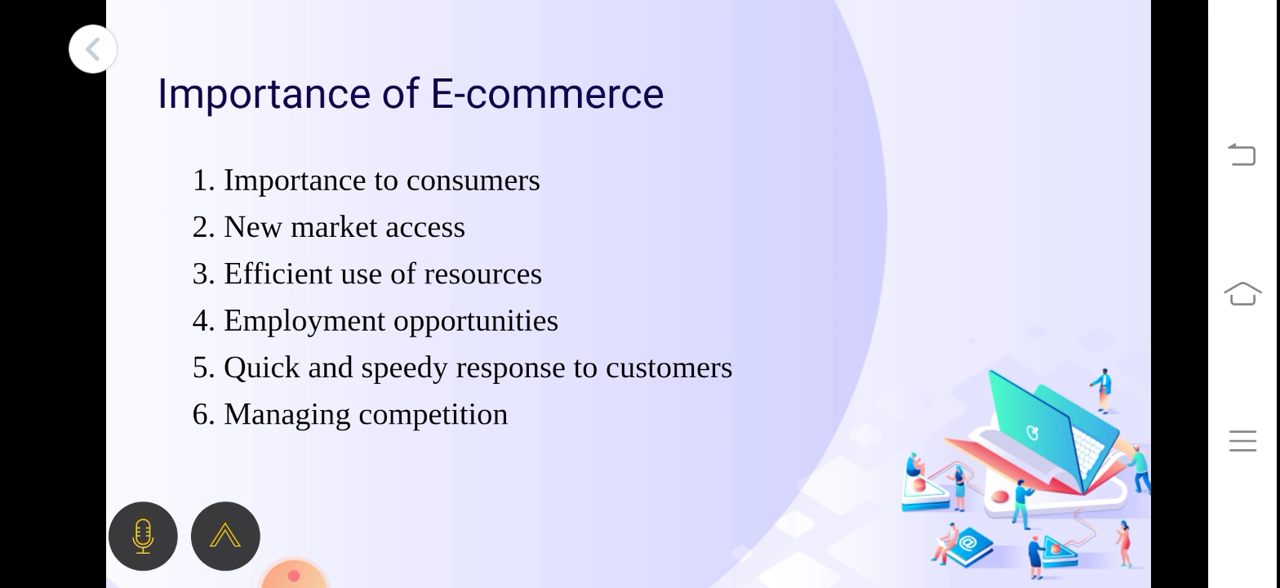 Importance of E-commerce
1. Importance to consumers
2. New market access
3. Efficient use of resources
4. Employment opportunities
5. Quick and speedy response to customers
6. Managing competition
@